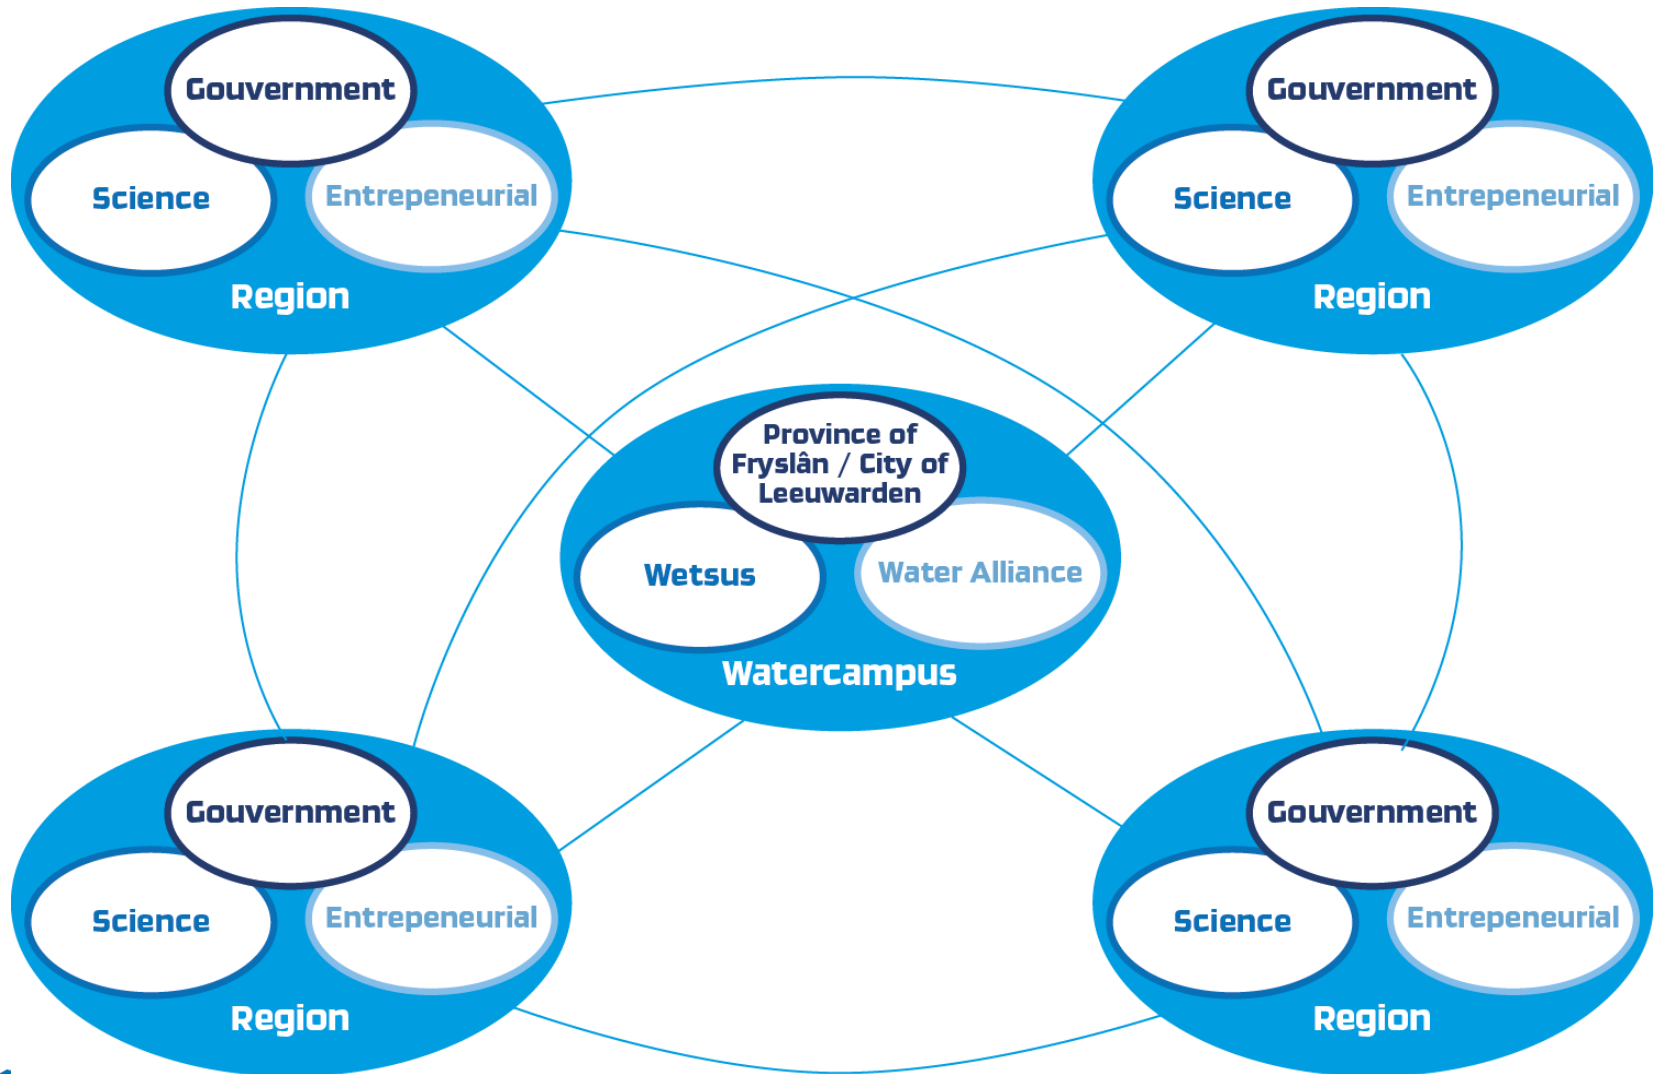 Gouvernment
Science
Entrepeneurial
Region
Gouvernment
Science
Entrepeneurial
Region
Province of
Fryslân / City of
Leeuwarden
Wetsus
Water Alliance
Watercampus
Gouvernment
Science
Entrepeneurial
Region
Gouvernment
Science
Entrepeneurial
Region